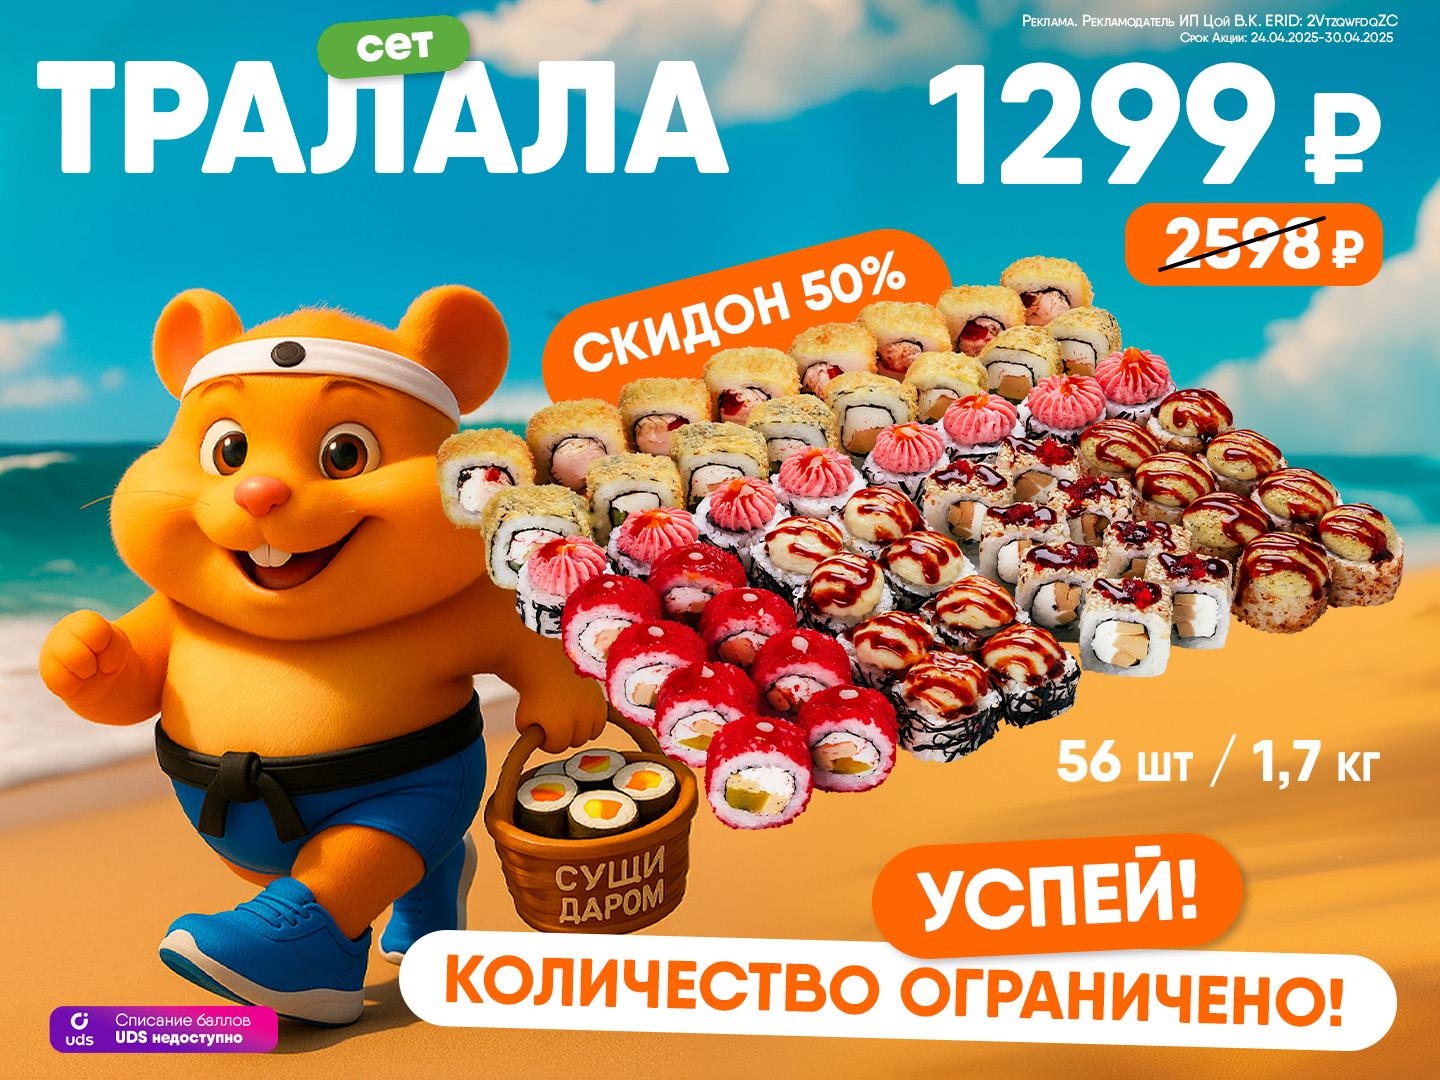 Реклама. Рекламодатель ИП Цой В.К. ERID: 2VtzqwfdqZC
Срок Акции: 24.04.2025-30.04.2025
сет
ТРАЛАЛА
1299 ₽
2598 ₽
СКИДОН 50%
56 шт / 1,7 кг
СУЩИ
ДАРОМ
УСПЕЙ!
КОЛИЧЕСТВО ОГРАНИЧЕНО!
uds
Списание баллов
UDS недоступно